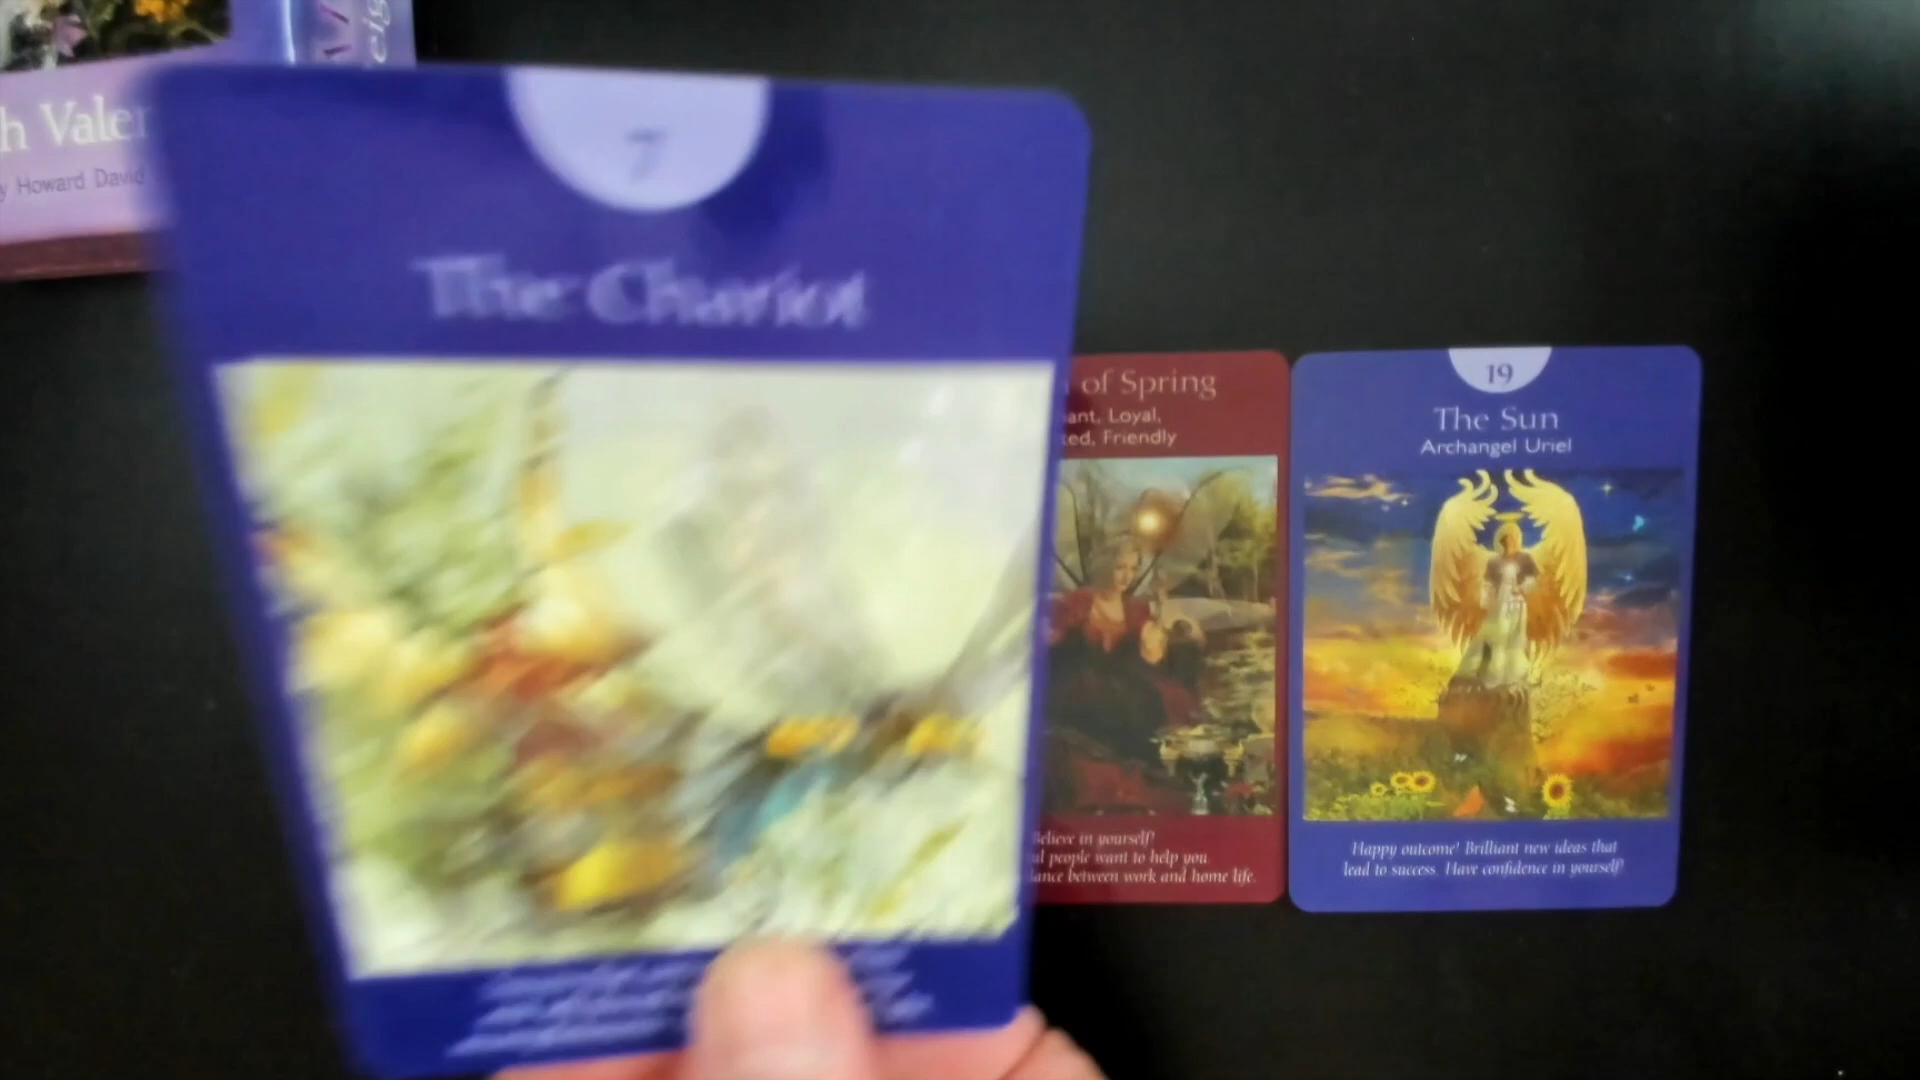 h Valen
y Howard David
7
The Chariot
of Spring
ant, Loyal,
ed, Friendly
Believe in yourself!
l people want to help you.
lance between work and home life.
19
The Sun
Archangel Uriel
Happy outcome! Brilliant new ideas that
lead to success. Have confidence in yourself!